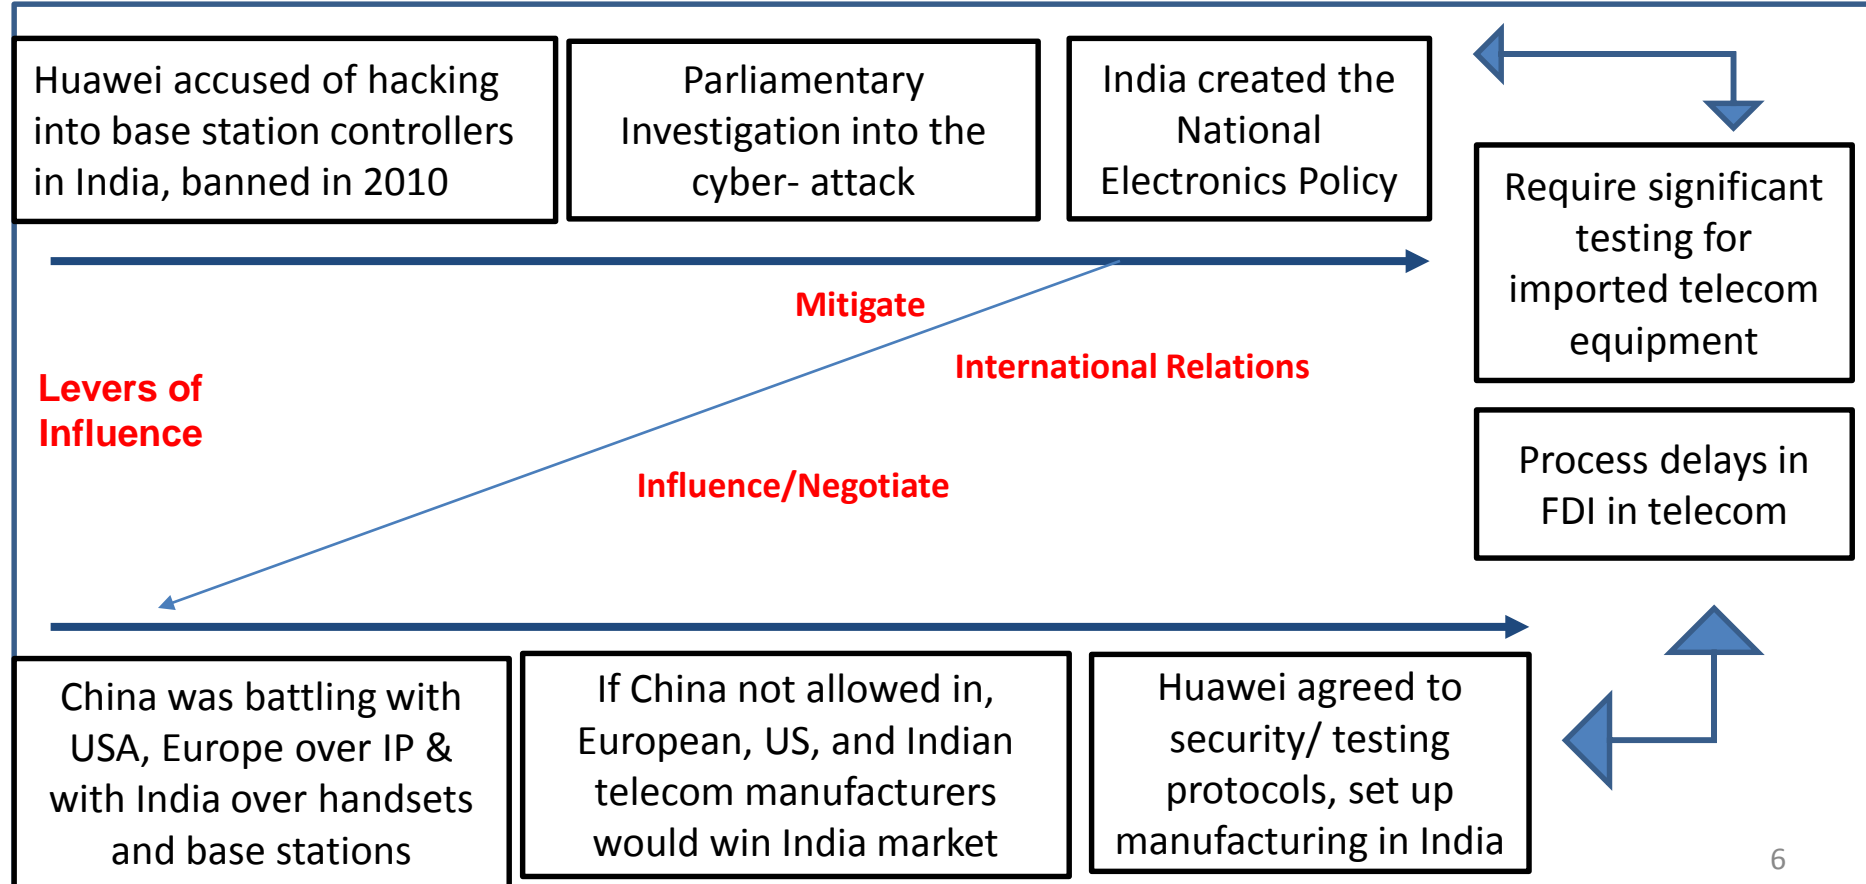 Huawei accused of hacking
into base station controllers
in India, banned in 2010
Parliamentary
Investigation into the
cyber- attack
India created the
National
Electronics Policy
Require significant
testing for
imported telecom
equipment
Mitigate
International Relations
Levers of
Influence
Influence/Negotiate
Process delays in
FDI in telecom
China was battling with
USA, Europe over IP &
with India over handsets
and base stations
If China not allowed in,
European, US, and Indian
telecom manufacturers
would win India market
Huawei agreed to
security/ testing
protocols, set up
manufacturing in India
6